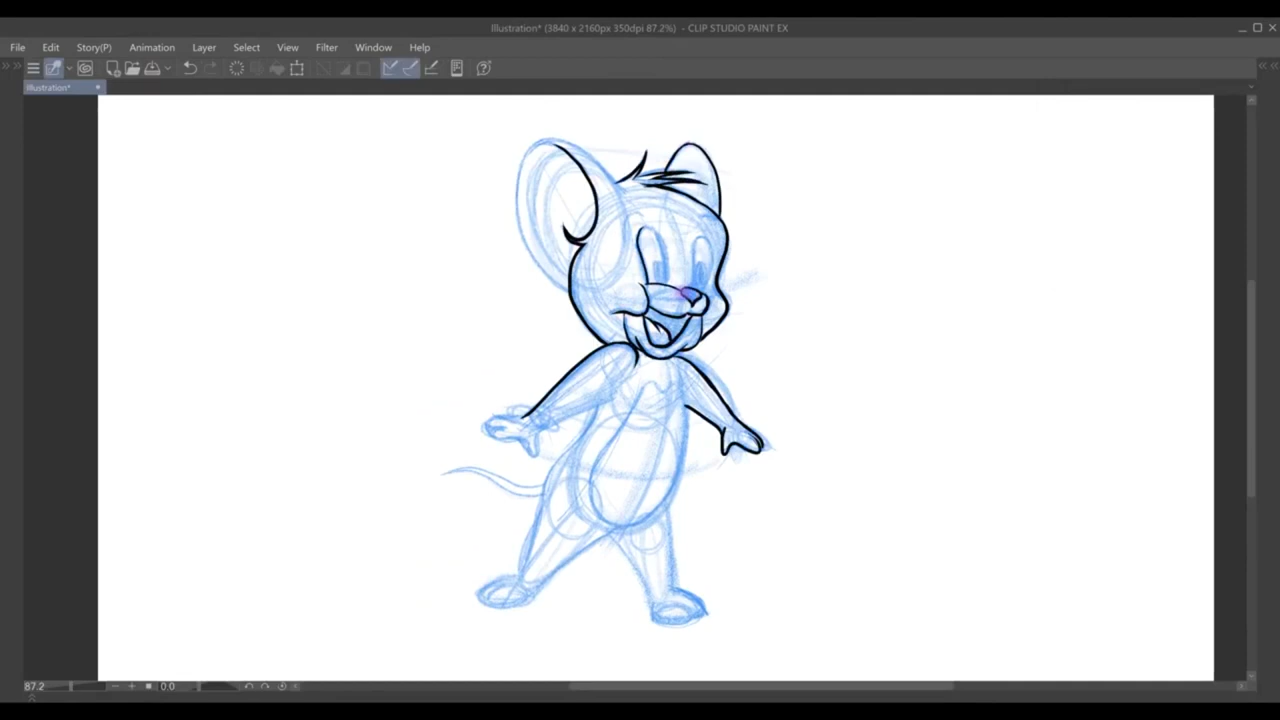 Illustration* (3840 x 2160px 350dpi 87.2%) - CLIP STUDIO PAINT EX
File Edit Story(P) Animation Layer Select View Filter Window Help
Illustration*
87.2 0.0